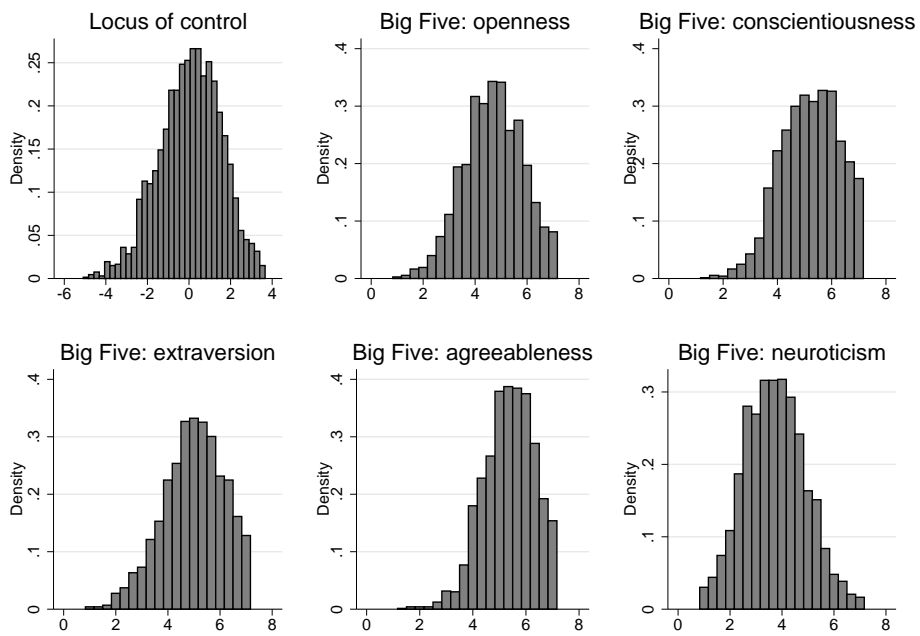 Locus of control
Density
0 .05 .1 .15 .2 .25
-6 -4 -2 0 2 4
Big Five: openness
Density
0 .1 .2 .3 .4
0 2 4 6 8
Big Five: conscientiousness
Density
0 .1 .2 .3 .4
0 2 4 6 8
Big Five: extraversion
Density
0 .1 .2 .3 .4
0 2 4 6 8
Big Five: agreeableness
Density
0 .1 .2 .3 .4
0 2 4 6 8
Big Five: neuroticism
Density
0 .1 .2 .3
0 2 4 6 8